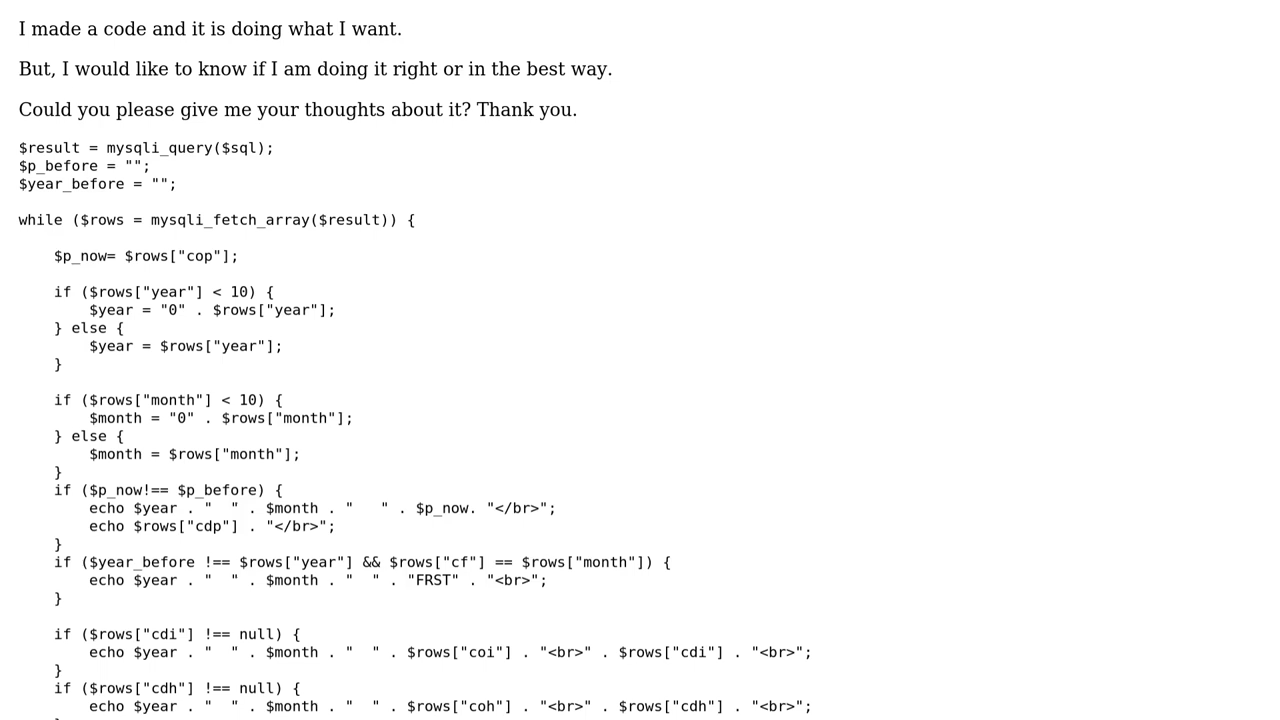 I made a code and it is doing what I want.
But, I would like to know if I am doing it right or in the best way.
Could you please give me your thoughts about it? Thank you.
$result = mysqli_query($sql);
$p_before = "";
$year_before = "";
while ($rows = mysqli_fetch_array($result)) {
    $p_now= $rows["cop"];
    if ($rows["year"] < 10) {
        $year = "0" . $rows["year"];
    } else {
        $year = $rows["year"];
    }
    if ($rows["month"] < 10) {
        $month = "0" . $rows["month"];
    } else {
        $month = $rows["month"];
    }
    if ($p_now!== $p_before) {
        echo $year . "  " . $month . "   " . $p_now. "</br>";
        echo $rows["cdp"] . "</br>";
    }
    if ($year_before !== $rows["year"] && $rows["cf"] == $rows["month"]) {
        echo $year . "  " . $month . "  " . "FRST" . "<br>";
    }
    if ($rows["cdi"] !== null) {
        echo $year . "  " . $month . "  " . $rows["coi"] . "<br>" . $rows["cdi"] . "<br>";
    }
    if ($rows["cdh"] !== null) {
        echo $year . "  " . $month . "  " . $rows["coh"] . "<br>" . $rows["cdh"] . "<br>";